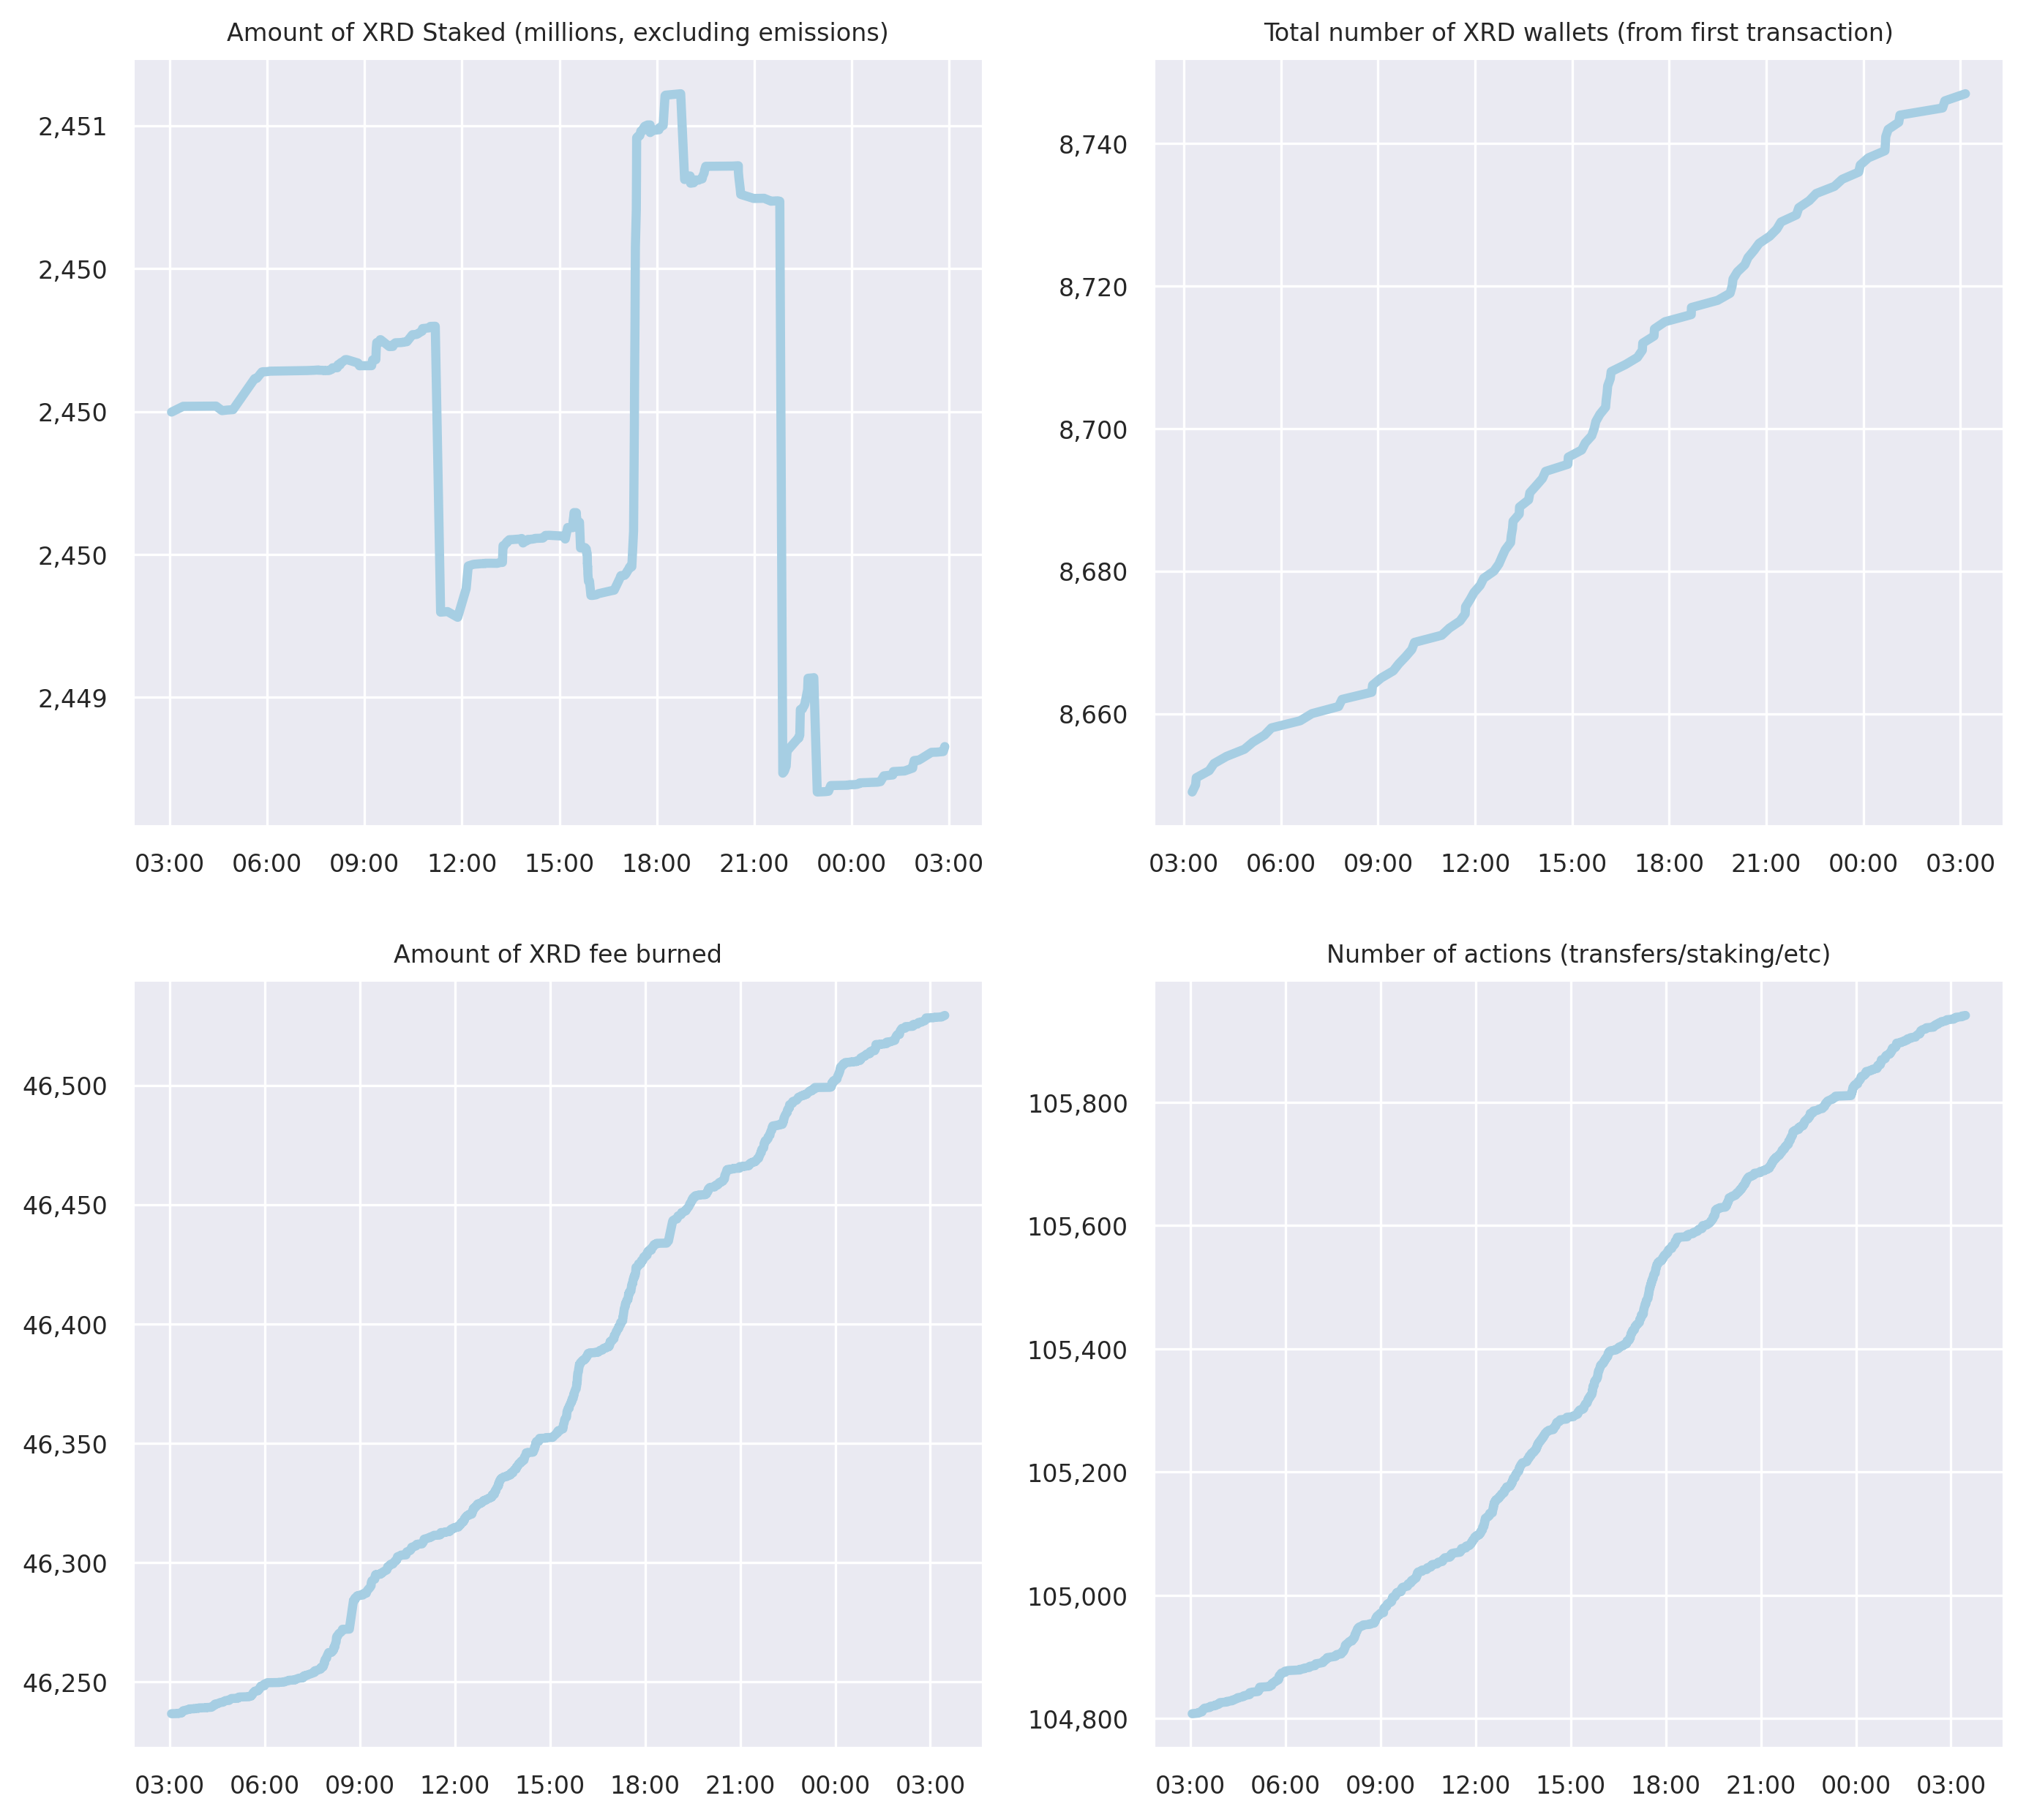 Amount of XRD Staked (millions, excluding emissions)
2,451
2,450
2,450
2,450
2,449
03:00 06:00 09:00 12:00 15:00 18:00 21:00 00:00 03:00
Total number of XRD wallets (from first transaction)
8,740
8,720
8,700
8,680
8,660
03:00 06:00 09:00 12:00 15:00 18:00 21:00 00:00 03:00
Amount of XRD fee burned
46,500
46,450
46,400
46,350
46,300
46,250
03:00 06:00 09:00 12:00 15:00 18:00 21:00 00:00 03:00
Number of actions (transfers/staking/etc)
105,800
105,600
105,400
105,200
105,000
104,800
03:00 06:00 09:00 12:00 15:00 18:00 21:00 00:00 03:00